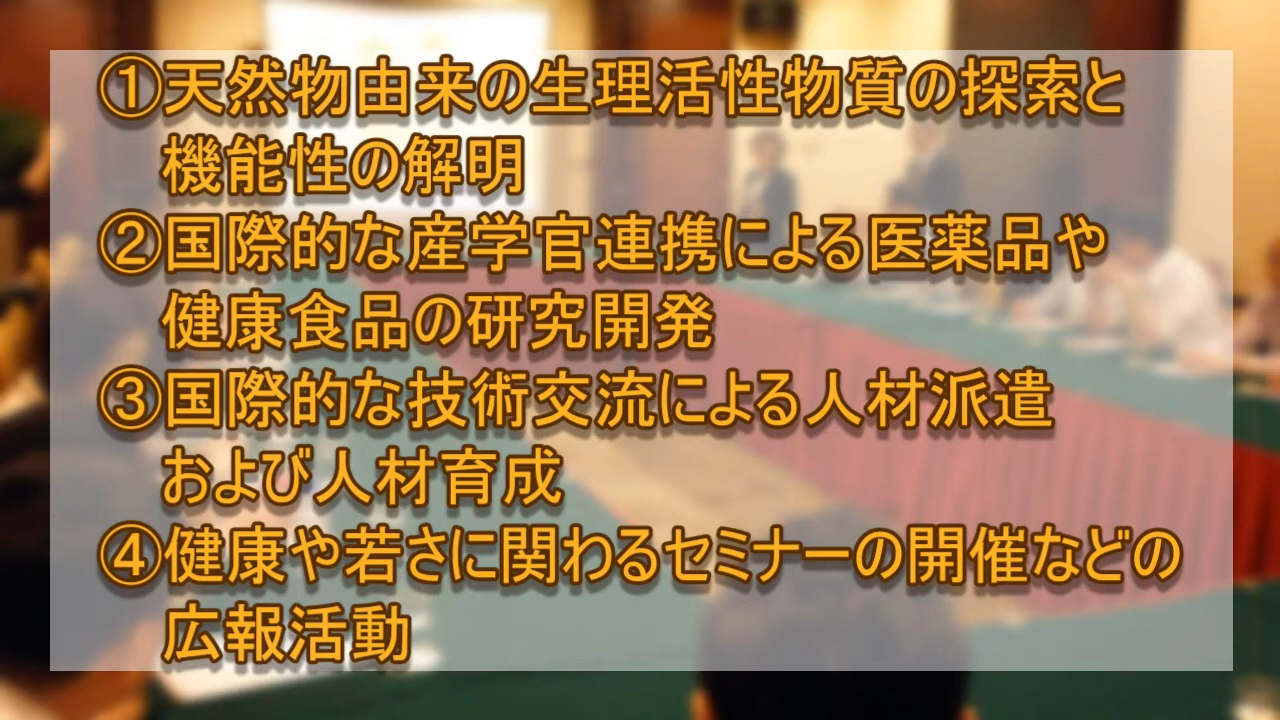 ①天然物由来の生理活性物質の探索と
機能性の解明
②国際的な産学官連携による医薬品や
健康食品の研究開発
③国際的な技術交流による人材派遣
および人材育成
④健康や若さに関わるセミナーの開催などの
広報活動